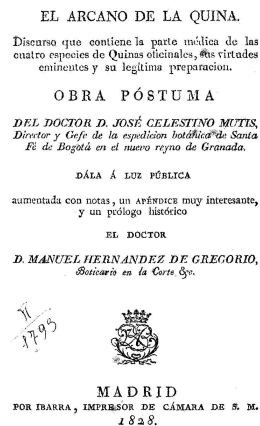 EL ARCANO DE LA QUINA.
Discurso que contiene la parte médica de las
cuatro especies de Quinas oficinales, sus virtudes
eminentes y su legítima preparacion.
OBRA PÓSTUMA
DEL DOCTOR D. JOSÉ CELESTINO MUTIS,
Director y Gefe de la espedicion botánica de Santa
Fé de Bogotá en el nuevo reyno de Granada.
DÁLA Á LUZ PÚBLICA
aumentada con notas, un APÉNDICE muy interesante,
y un prólogo histórico
EL DOCTOR
D. MANUEL HERNANDEZ DE GREGORIO,
Boticario en la Corte &c.
1795
MADRID
POR IBARRA, IMPRESOR DE CÁMARA DE S. M.
1828.